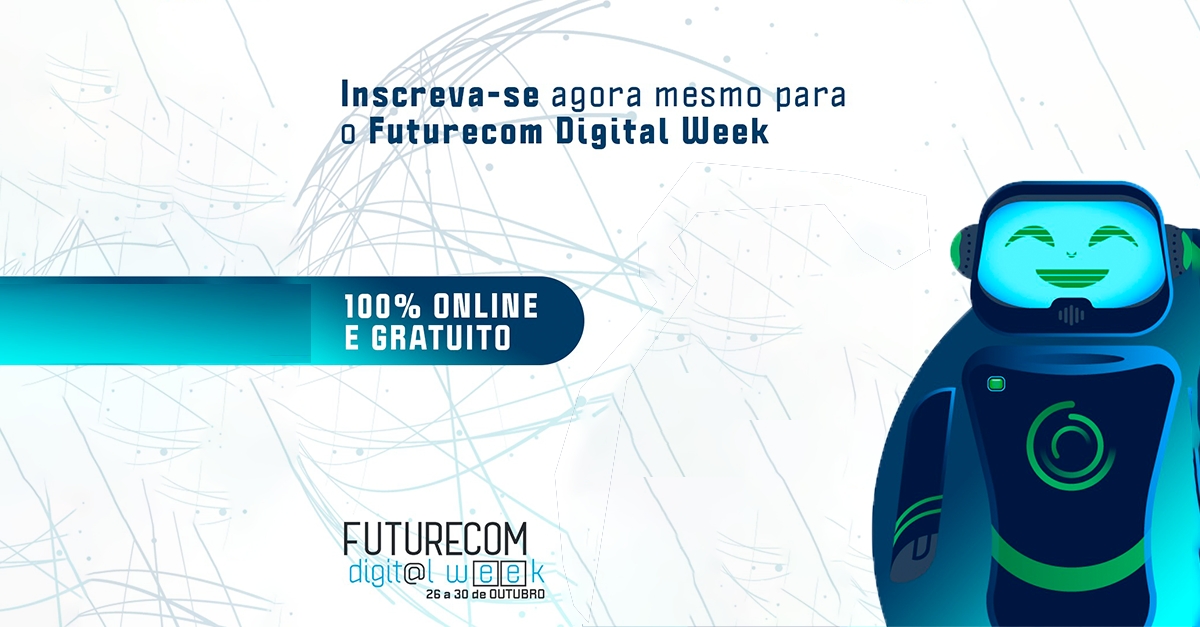 Inscreva-se agora mesmo para
o Futurecom Digital Week
100% ONLINE
E GRATUITO
FUTURECOM
digit@l week
26 a 30 de OUTUBRO